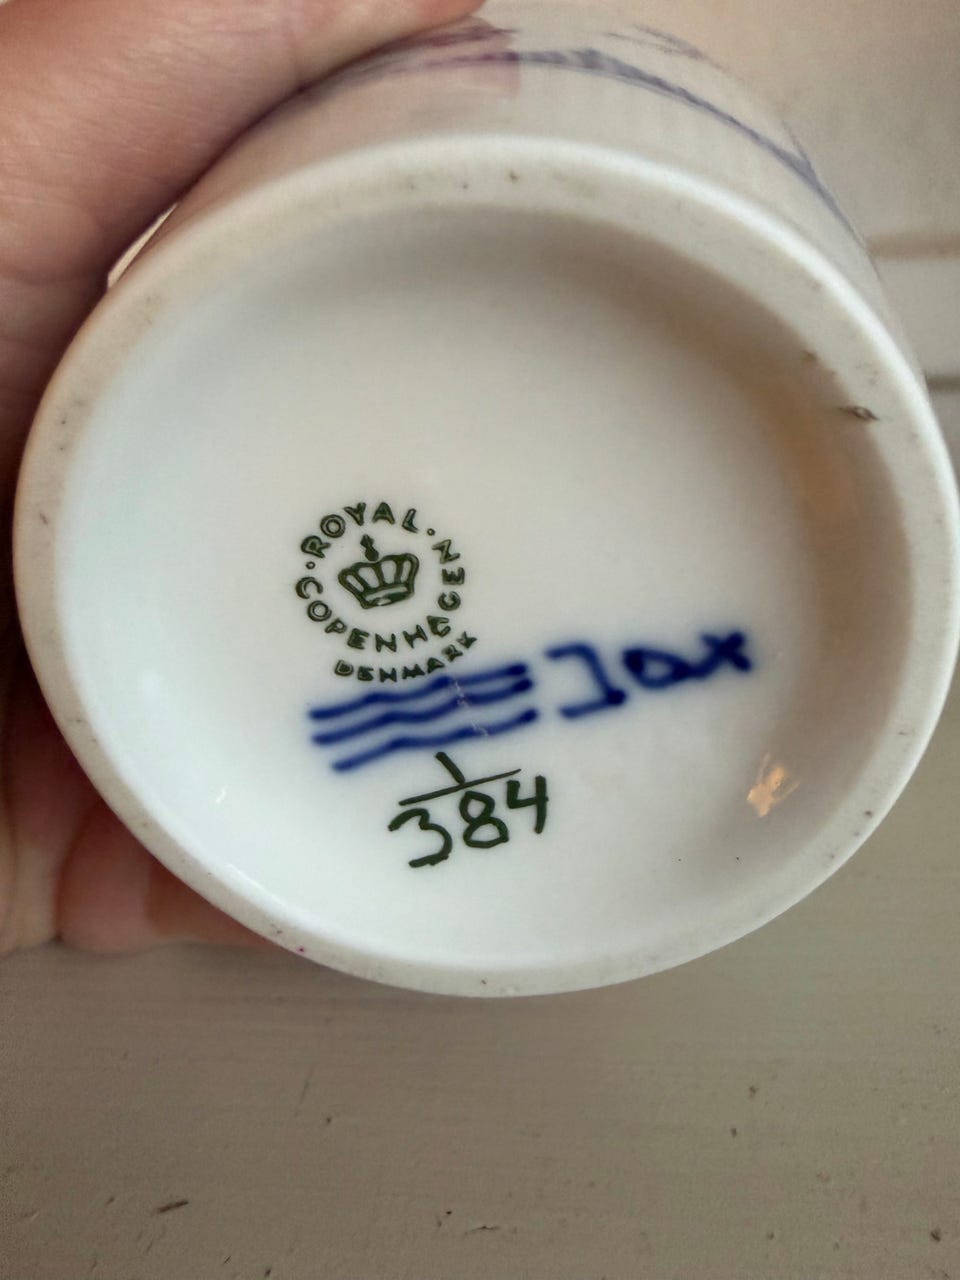 ROYAL · COPENHAGEN ·
DENMARK
1
384